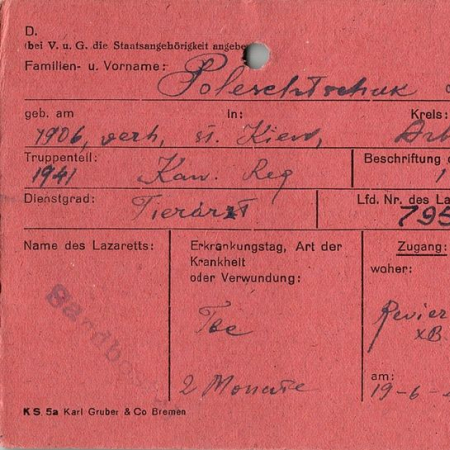 D.
(bei V. u. G. die Staatsangehörigkeit angebe
Familien- u. Vorname: Poleschtschuk
geb. am in: Kreis:
1906, verh, st. Kiew,
Truppenteil: Beschriftung d
1941 Kav. Reg 1
Dienstgrad: Tierarzt Lfd. Nr. des La
795
Name des Lazaretts: Erkrankungstag, Art der Zugang:
Krankheit woher:
oder Verwundung:
Tbc Revier
xB.
2 Monate am:
19-6-
KS. 5a Karl Gruber & Co Bremen